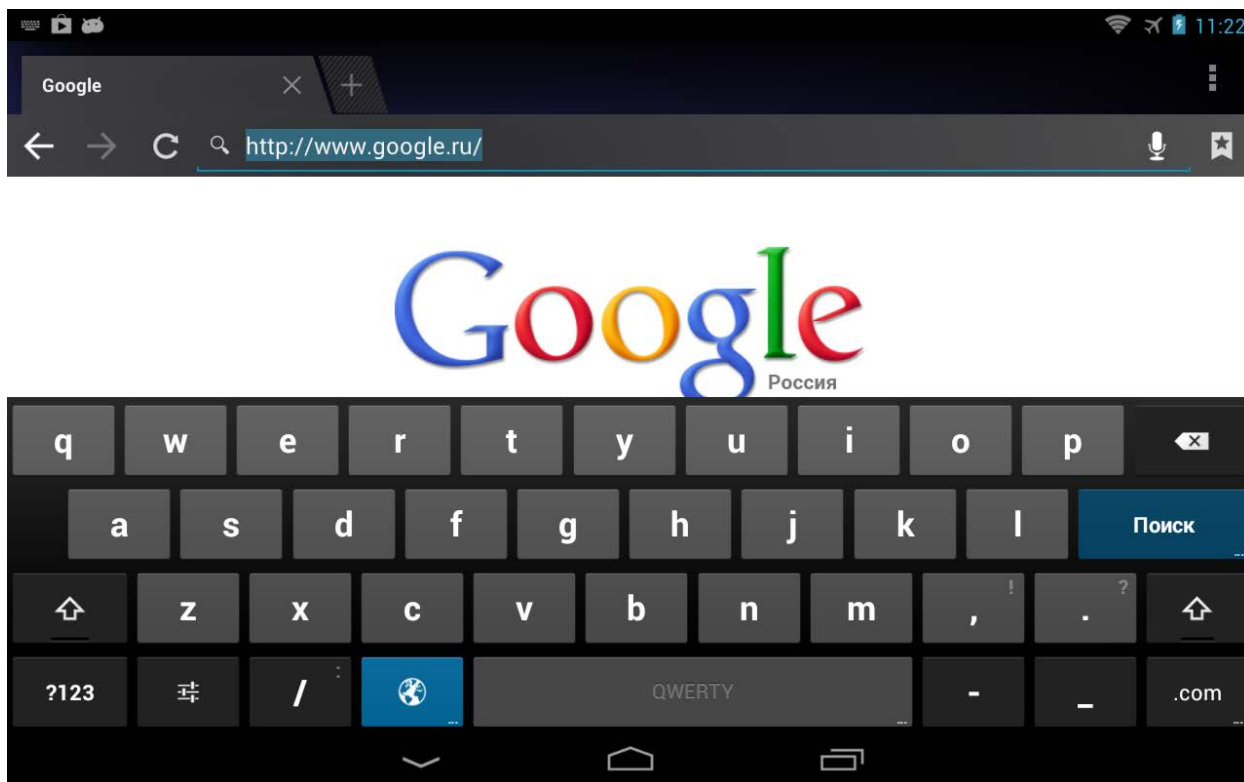 11:22
Google
http://www.google.ru/
Google
Россия
q w e r t y u i o p
a s d f g h j k l Поиск
z x c v b n m , ! . ?
?123 / : QWERTY - _ .com